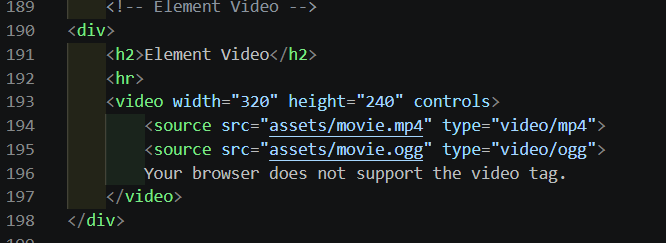 189 <!-- Element Video -->
190 <div>
191 <h2>Element Video</h2>
192 <hr>
193 <video width="320" height="240" controls>
194 <source src="assets/movie.mp4" type="video/mp4">
195 <source src="assets/movie.ogg" type="video/ogg">
196 Your browser does not support the video tag.
197 </video>
198 </div>